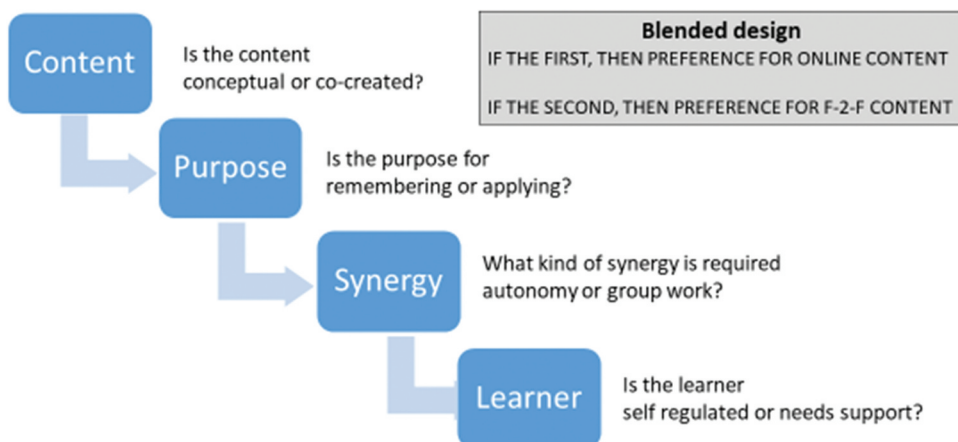 Content
Is the content
conceptual or co-created?
Blended design
IF THE FIRST, THEN PREFERENCE FOR ONLINE CONTENT
IF THE SECOND, THEN PREFERENCE FOR F-2-F CONTENT
Purpose
Is the purpose for
remembering or applying?
Synergy
What kind of synergy is required
autonomy or group work?
Learner
Is the learner
self regulated or needs support?